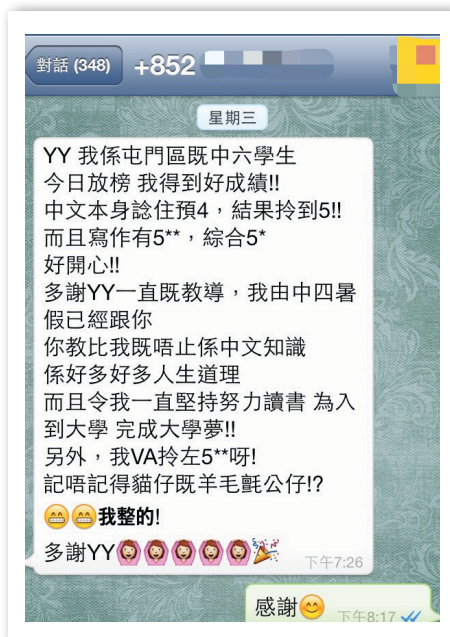 對話 (348)
+852
星期三
YY 我係屯門區既中六學生
今日放榜 我得到好成績!!
中文本身諗住預4，結果拎到5!!
而且寫作有5**，綜合5*
好開心!!
多謝YY一直既教導，我由中四暑
假已經跟你
你教比我既唔止係中文知識
係好多好多人生道理
而且令我一直堅持努力讀書 為入
到大學 完成大學夢!!
另外，我VA拎左5**呀!
記唔記得貓仔既羊毛氈公仔!?
😁😁我整的!
多謝YY🙆🙆🙆🙆🙆🎉
下午7:26
感謝😊
下午8:17